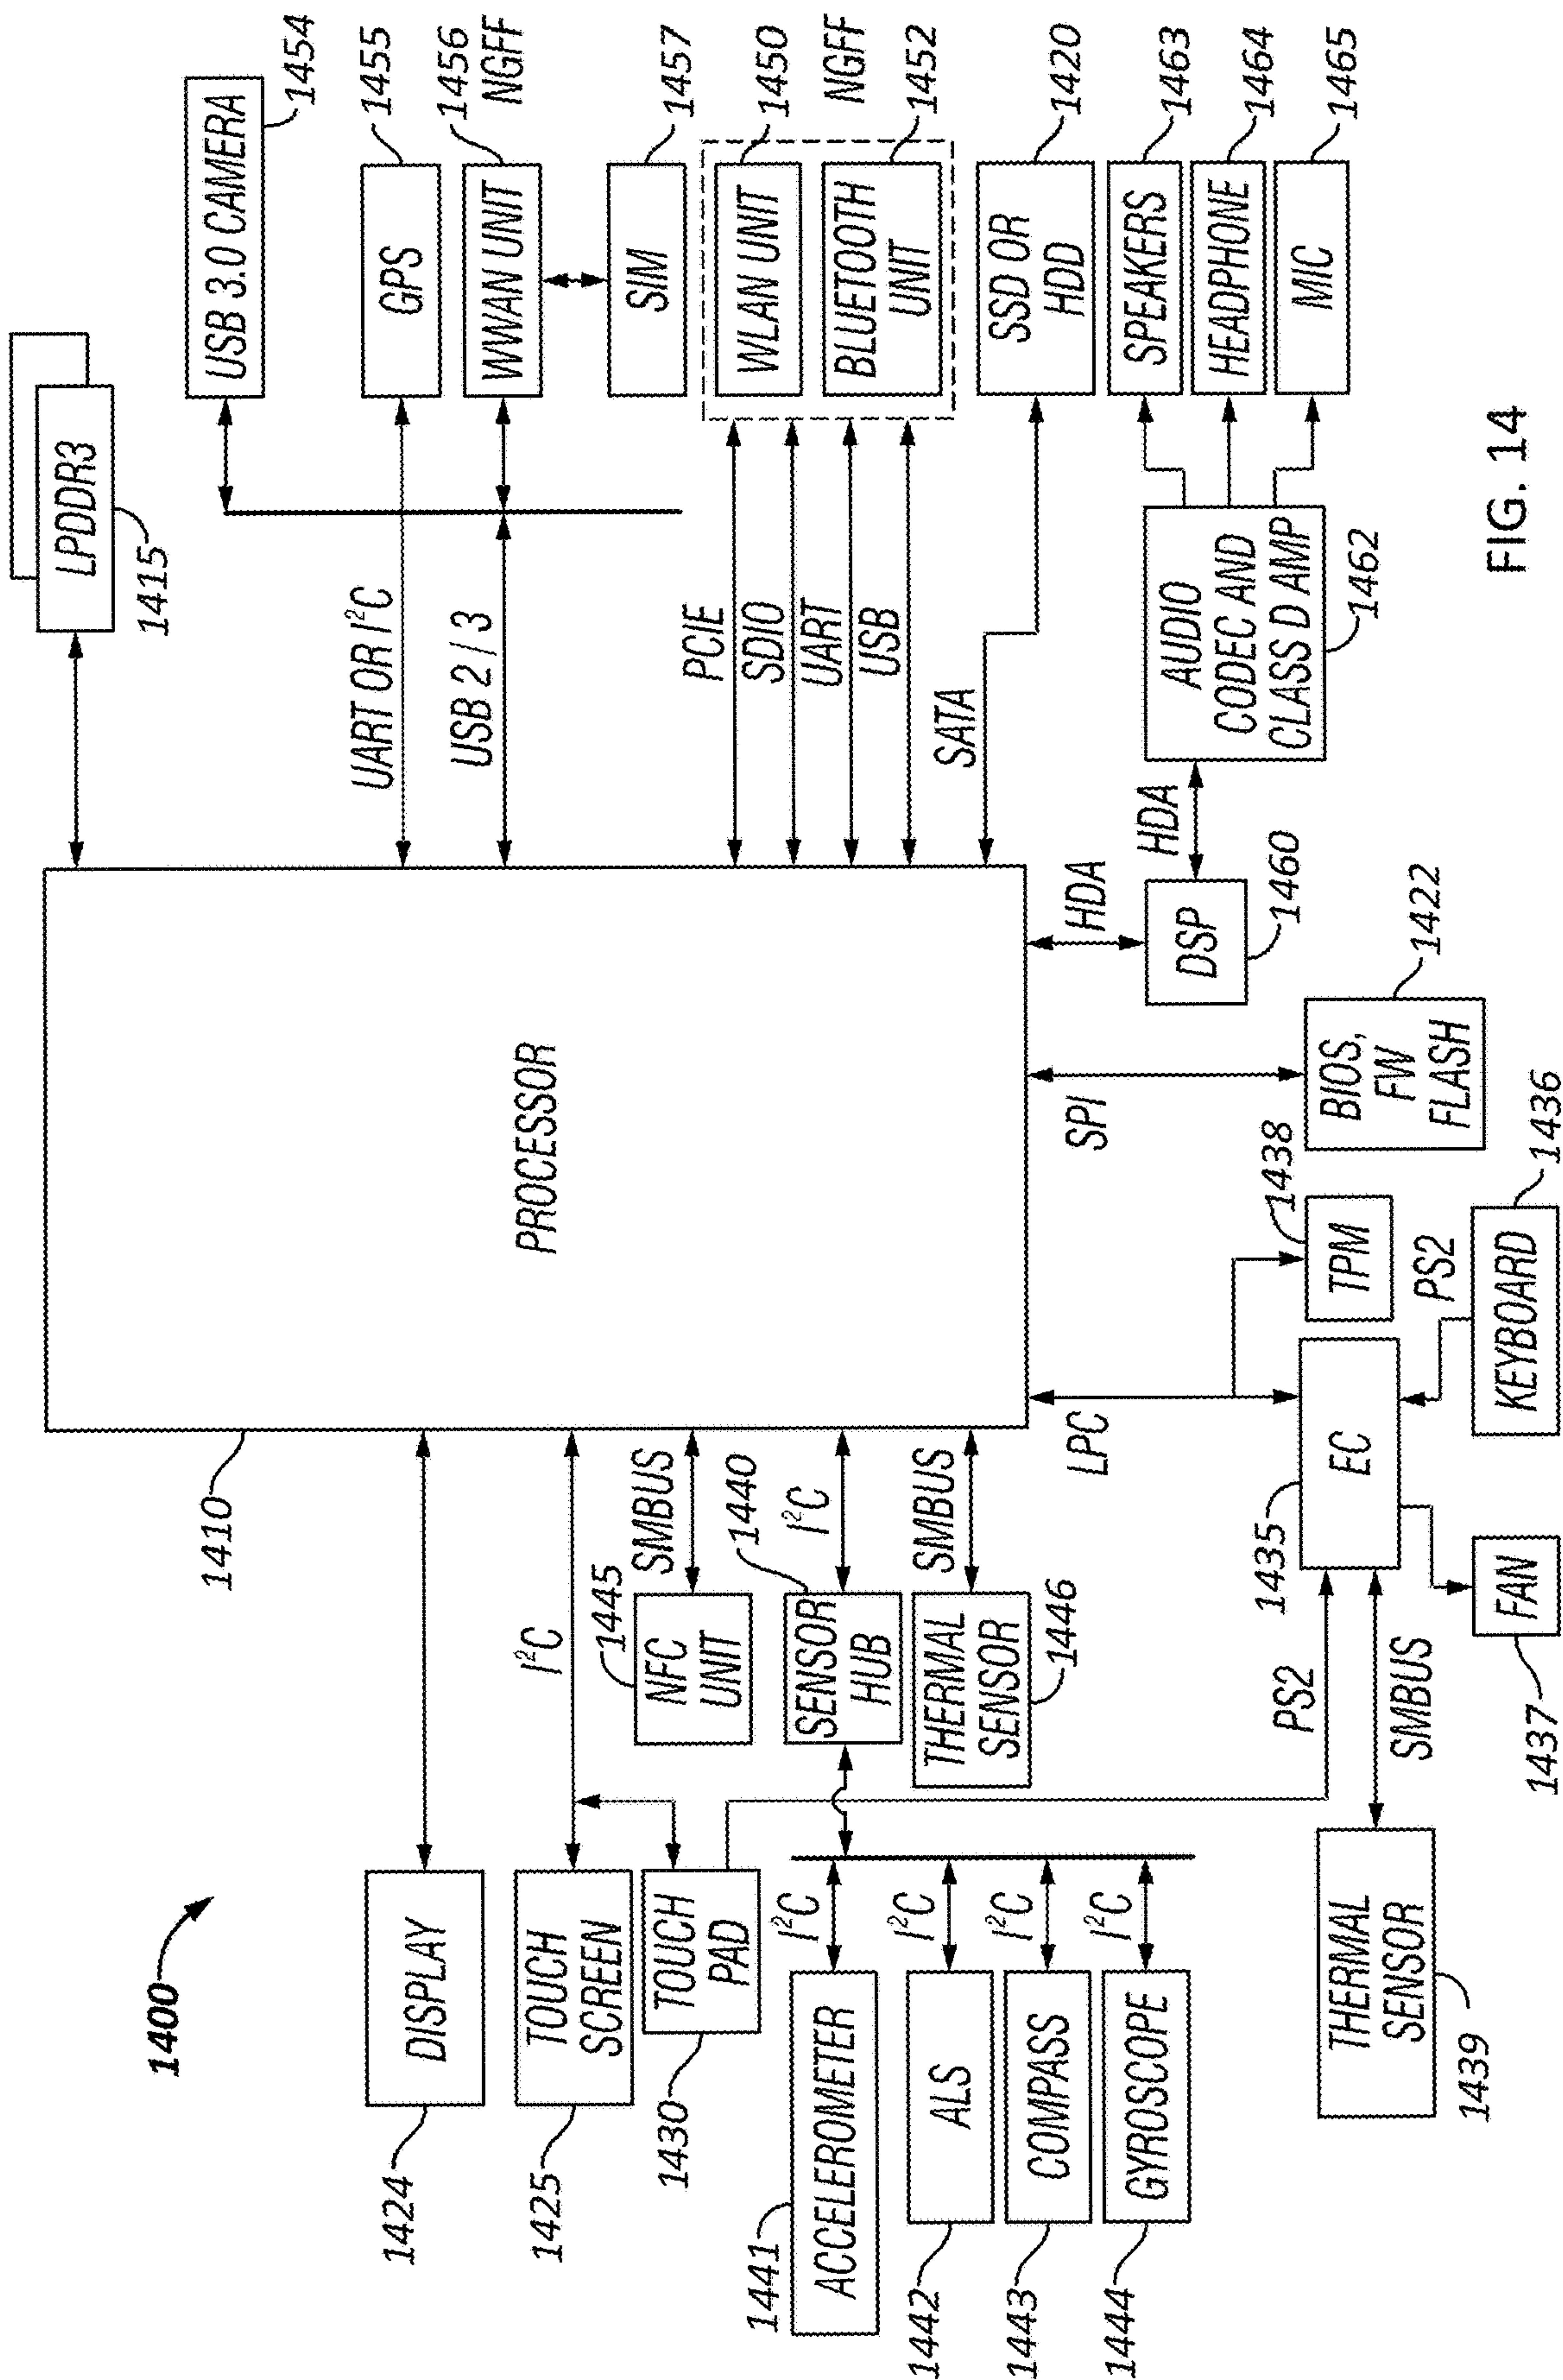 1400
LPDDR3
1415
USB 3.0 CAMERA
1454
1410
PROCESSOR
DISPLAY
1424
UART OR I²C
GPS
1455
USB 2 / 3
WWAN UNIT
1456
NGFF
I²C
TOUCH
SCREEN
1425
SIM
1457
TOUCH
PAD
1430
1445
NFC
UNIT
SMBUS
PCIE
SDIO
UART
USB
WLAN UNIT
1450
BLUETOOTH
UNIT
NGFF
1452
1440
SENSOR
HUB
I²C
1441
ACCELEROMETER
I²C
1442
ALS
I²C
1443
COMPASS
I²C
1444
GYROSCOPE
I²C
THERMAL
SENSOR
1446
SMBUS
SATA
SSD OR
HDD
1420
LPC
SPI
HDA
DSP
1460
HDA
AUDIO
CODEC AND
CLASS D AMP
1462
SPEAKERS
1463
HEADPHONE
1464
MIC
1465
THERMAL
SENSOR
1439
PS2
SMBUS
1435
EC
TPM
1438
BIOS,
FW
FLASH
1422
FAN
1437
PS2
KEYBOARD
1436
FIG. 14